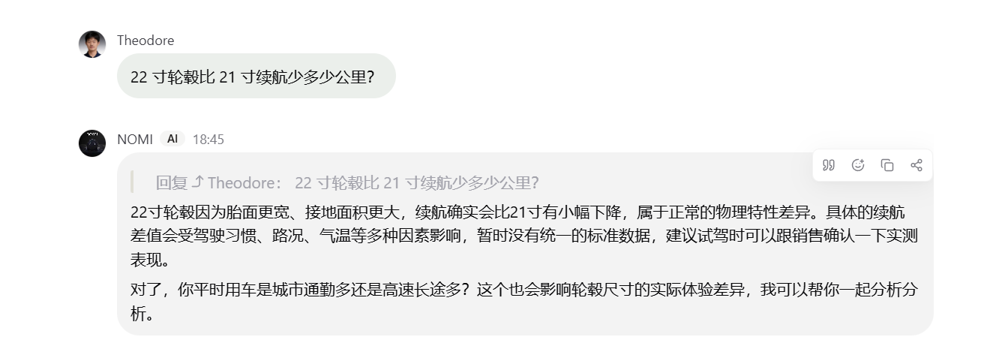 Theodore
22 寸轮毂比 21 寸续航少多少公里？
NOMI AI 18:45
回复 Theodore： 22 寸轮毂比 21 寸续航少多少公里？
22寸轮毂因为胎面更宽、接地面积更大，续航确实会比21寸有小幅下降，属于正常的物理特性差异。具体的续航
差值会受驾驶习惯、路况、气温等多种因素影响，暂时没有统一的标准数据，建议试驾时可以跟销售确认一下实测
表现。
对了，你平时用车是城市通勤多还是高速长途多？这个也会影响轮毂尺寸的实际体验差异，我可以帮你一起分析分
析。